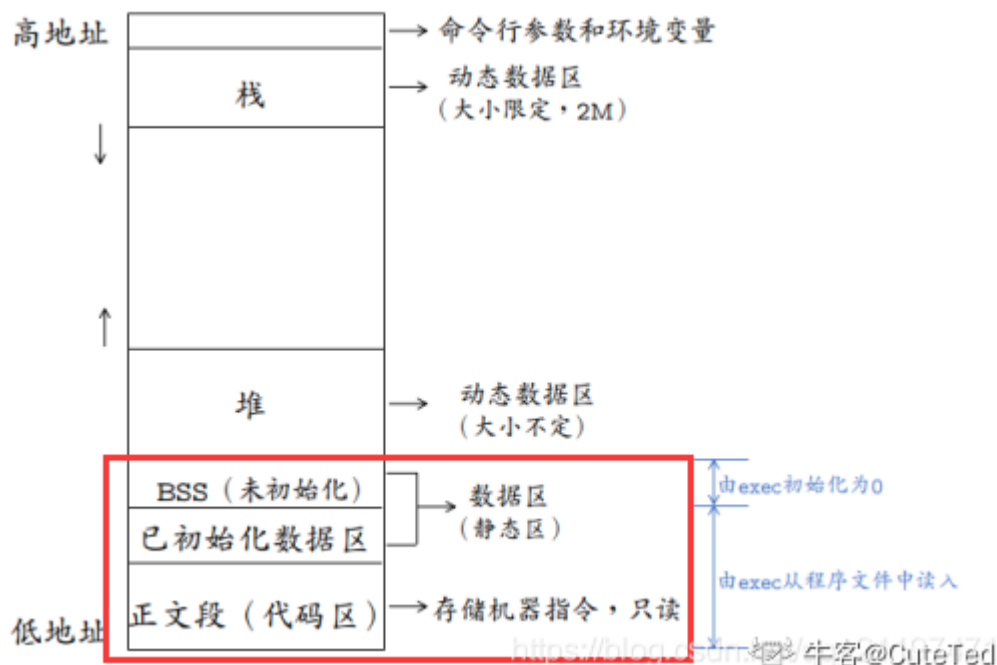 高地址
命令行参数和环境变量
栈
动态数据区
（大小限定，2M）
堆
动态数据区
（大小不定）
BSS（未初始化）
数据区
（静态区）
由exec初始化为0
已初始化数据区
由exec从程序文件中读入
正文段（代码区）
存储机器指令，只读
低地址
https://blog.csdn.
牛客@CuteTed